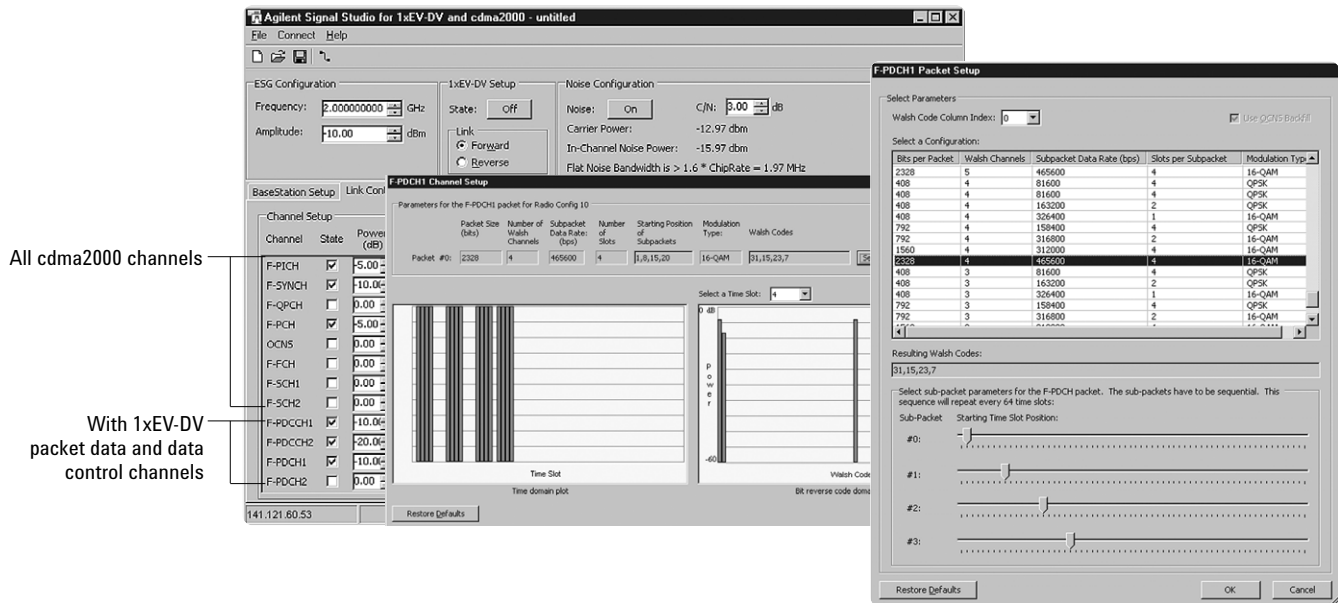 Agilent Signal Studio for 1xEV-DV and cdma2000 - untitled
File Connect Help
ESG Configuration
Frequency: 2.000000000 GHz
Amplitude: -10.00 dBm
1xEV-DV Setup
State: Off
Link
Forward
Reverse
Noise Configuration
Noise: On C/N: 3.00 dB
Carrier Power: -12.97 dbm
In-Channel Noise Power: -15.97 dbm
Flat Noise Bandwidth is > 1.6 * ChipRate = 1.97 MHz
BaseStation Setup Link Con
Channel Setup
Channel State Power (dB)
F-PICH -5.00
F-SYNCH -10.0
F-QPCH 0.00
F-PCH -5.00
OCNS 0.00
F-FCH 0.00
F-SCH1 0.00
F-SCH2 0.00
F-PDCCH1 -10.0
F-PDCCH2 -20.0
F-PDCH1 -10.0
F-PDCH2 0.00
141.121.60.53
All cdma2000 channels
With 1xEV-DV
packet data and data
control channels
F-PDCH1 Channel Setup
Parameters for the F-PDCH1 packet for Radio Config 10
Packet Size (bits) Number of Walsh Channels Subpacket Data Rate: (bps) Number of Slots Starting Position of Subpackets Modulation Type: Walsh Codes
Packet #0: 2328 4 465600 4 1,8,15,20 16-QAM 31,15,23,7 Se
Select a Time Slot: 4
Time Slot
Time domain plot
0 dB
Power
-60
Walsh Code
Bit reverse code doma
Restore Defaults
F-PDCH1 Packet Setup
Select Parameters
Walsh Code Column Index: 0
Use QCNS Backfill
Select a Configuration:
Bits per Packet Walsh Channels Subpacket Data Rate (bps) Slots per Subpacket Modulation Typ
2328 5 465600 4 16-QAM
408 4 81600 4 QPSK
408 4 81600 4 QPSK
408 4 163200 2 QPSK
408 4 326400 1 16-QAM
792 4 158400 4 QPSK
792 4 316800 2 16-QAM
1560 4 312000 4 16-QAM
2328 4 465600 4 16-QAM
408 3 81600 4 QPSK
408 3 163200 2 QPSK
408 3 326400 1 16-QAM
792 3 158400 4 QPSK
792 3 316800 2 16-QAM
Resulting Walsh Codes:
31,15,23,7
Select sub-packet parameters for the F-PDCH packet. The sub-packets have to be sequential. This
sequence will repeat every 64 time slots:
Sub-Packet Starting Time Slot Position:
#0:
#1:
#2:
#3:
Restore Defaults OK Cancel